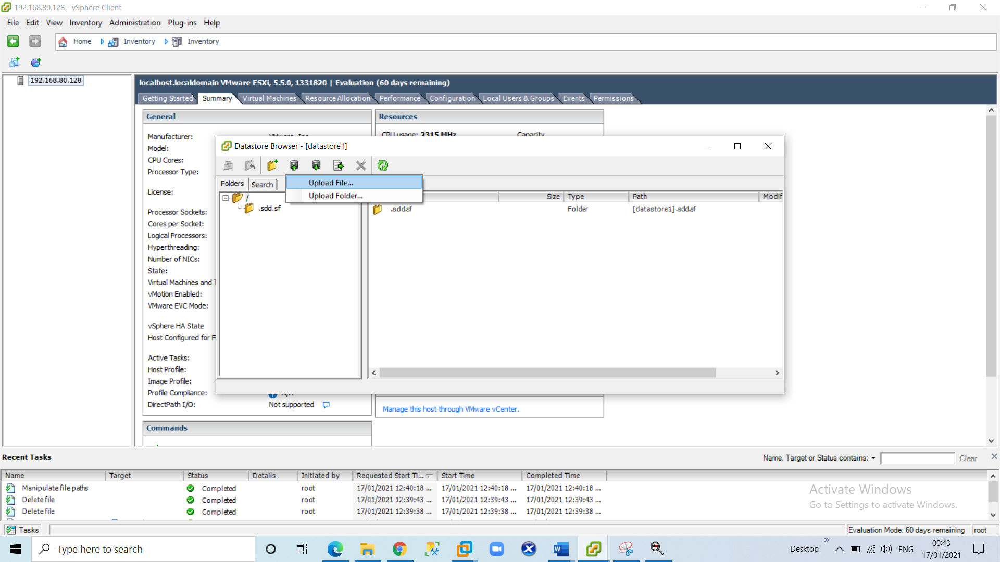 192.168.80.128 - vSphere Client
File Edit View Inventory Administration Plug-ins Help
Home Inventory Inventory
192.168.80.128
localhost.localdomain VMware ESXi, 5.5.0, 1331820 | Evaluation (60 days remaining)
Getting Started Summary Virtual Machines Resource Allocation Performance Configuration Local Users & Groups Events Permissions
General
Resources
Manufacturer: VMware, Inc.
CPU usage: 2315 MHz Capacity
Model:
CPU Cores:
Processor Type:
License:
Processor Sockets:
Cores per Socket:
Logical Processors:
Hyperthreading:
Number of NICs:
State:
Virtual Machines and T
vMotion Enabled:
VMware EVC Mode:
vSphere HA State
Host Configured for F
Active Tasks:
Host Profile:
Image Profile:
Profile Compliance: N/A
DirectPath I/O: Not supported
Manage this host through VMware vCenter.
Commands
Datastore Browser - [datastore1]
Folders Search
Upload File...
Upload Folder...
/
.sdd.sf
Size Type Path Modif
.sdd.sf Folder [datastore1] .sdd.sf
Recent Tasks
Name, Target or Status contains: Clear
Name Target Status Details Initiated by Requested Start Ti... Start Time Completed Time
Manipulate file paths Completed root 17/01/2021 12:40:18 ... 17/01/2021 12:40:18 ... 17/01/2021 12:40:18 ...
Delete file Completed root 17/01/2021 12:39:43 ... 17/01/2021 12:39:43 ... 17/01/2021 12:39:43 ...
Delete file Completed root 17/01/2021 12:39:38 ... 17/01/2021 12:39:38 ... 17/01/2021 12:39:38 ...
Activate Windows
Go to Settings to activate Windows.
Tasks
Evaluation Mode: 60 days remaining root
Type here to search
Desktop
ENG
00:43
17/01/2021